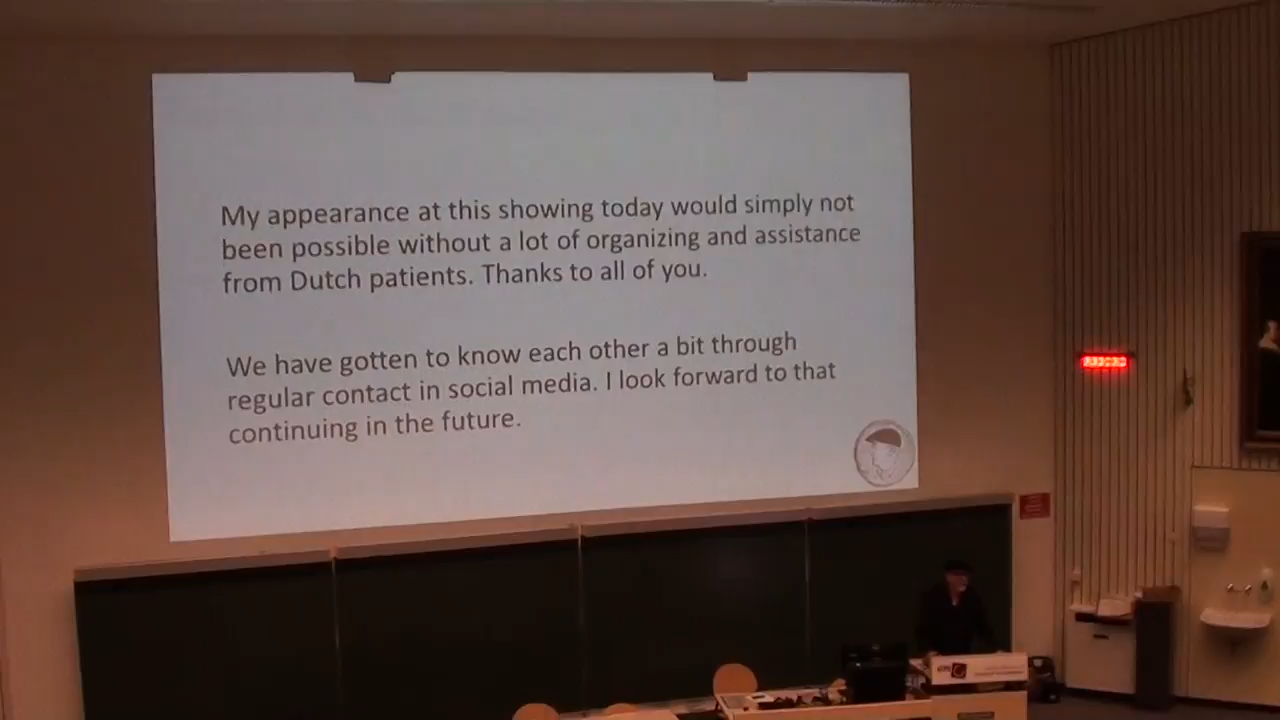 My appearance at this showing today would simply not
been possible without a lot of organizing and assistance
from Dutch patients. Thanks to all of you.
We have gotten to know each other a bit through
regular contact in social media. I look forward to that
continuing in the future.